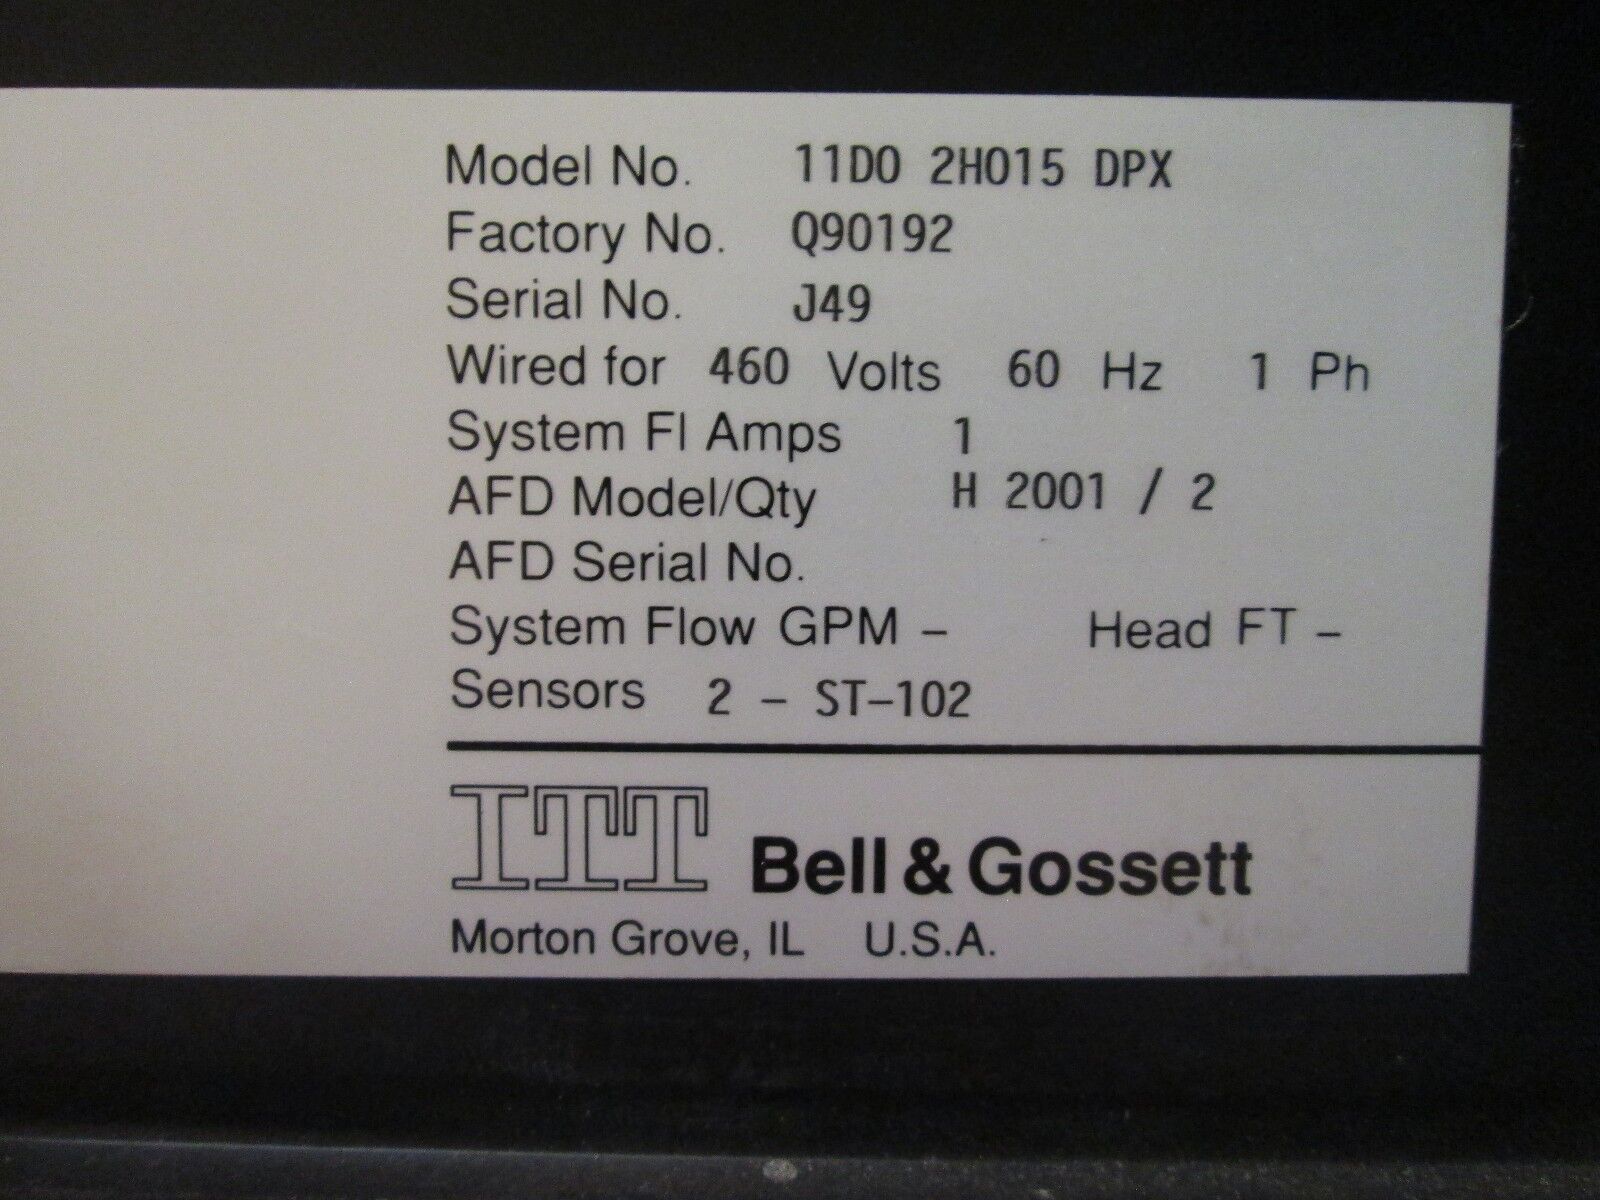 Model No. 11D0 2H015 DPX
Factory No. Q90192
Serial No. J49
Wired for 460 Volts 60 Hz 1 Ph
System Fl Amps 1
AFD Model/Qty H 2001 / 2
AFD Serial No.
System Flow GPM – Head FT –
Sensors 2 – ST–102
ITT Bell & Gossett
Morton Grove, IL U.S.A.